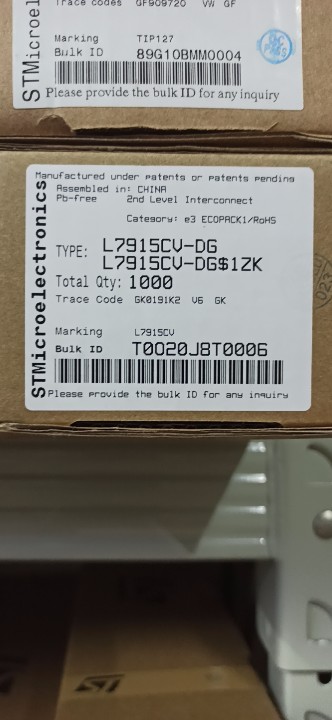 Trace codes GF909720 VW GF
Marking TIP127
Bulk ID 89G10BMM0004
Please provide the bulk ID for any inquiry
STMicroel
Manufactured under patents or patents pending
Assembled in: CHINA
Pb-free 2nd Level Interconnect
Category: e3 ECOPACK1/RoHS
TYPE: L7915CV-DG
L7915CV-DG$1ZK
Total Qty: 1000
Trace Code GK0191K2 V6 GK
Marking L7915CV
Bulk ID T0020J8T0006
Please provide the bulk ID for any inquiry
STMicroelectronics
ST